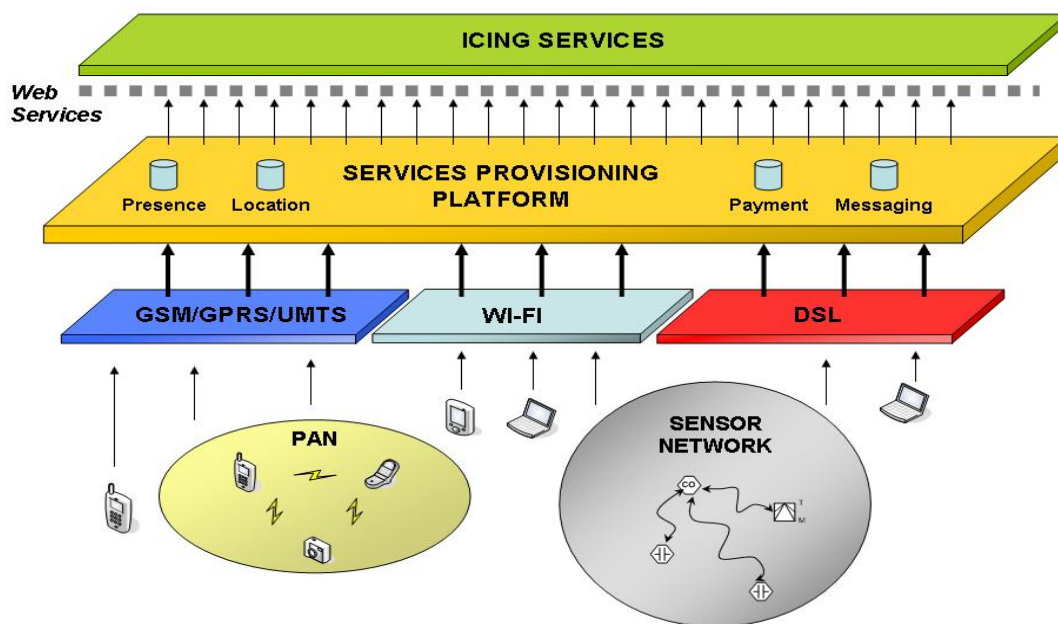 ICING SERVICES
Web
Services
SERVICES PROVISIONING
PLATFORM
Presence
Location
Payment
Messaging
GSM/GPRS/UMTS
WI-FI
DSL
PAN
SENSOR
NETWORK
CO
T
M